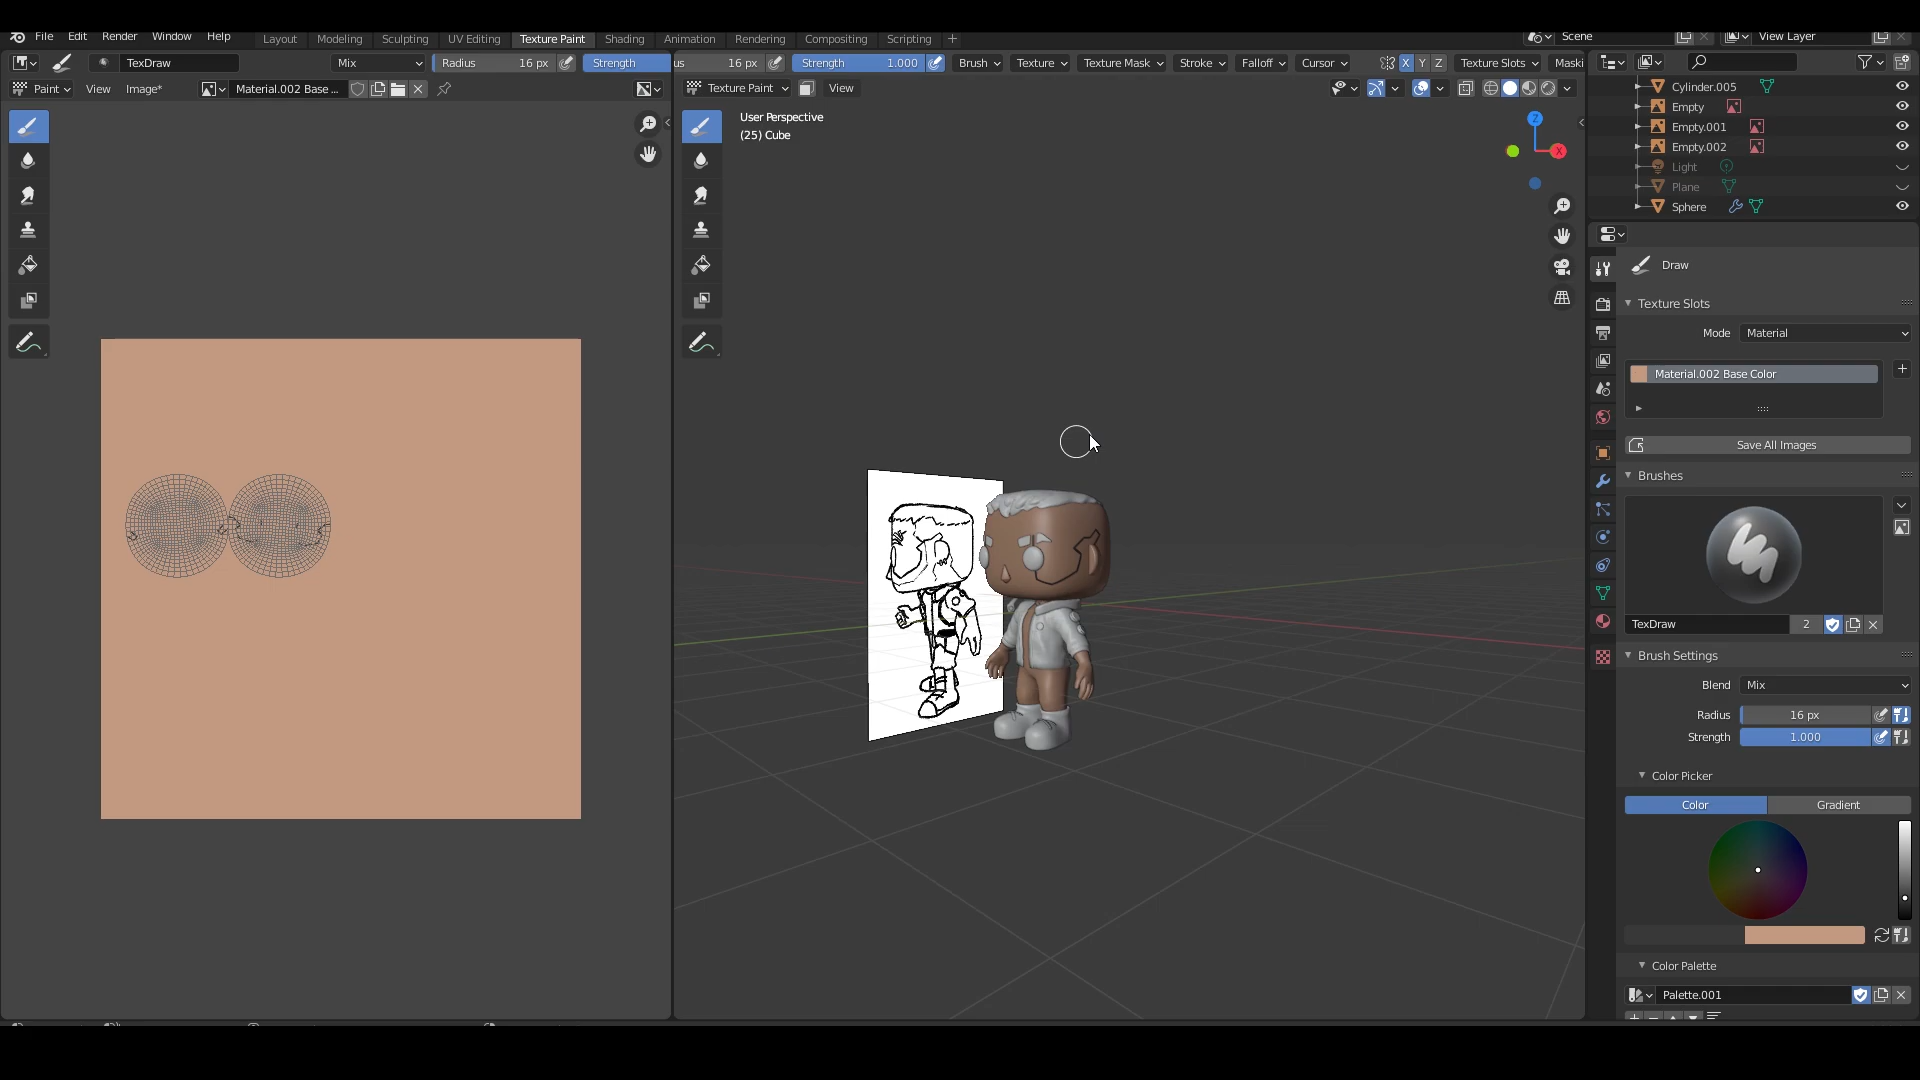 File Edit Render Window Help Layout Modeling Sculpting UV Editing Texture Paint Shading Animation Rendering Compositing Scripting + Scene View Layer
TexDraw Mix Radius 16 px Strength us 16 px Strength 1.000 Brush Texture Texture Mask Stroke Falloff Cursor X Y Z Texture Slots Maski
Paint View Image* Material.002 Base ... Texture Paint View
User Perspective
(25) Cube
Z
X
Cylinder.005
Empty
Empty.001
Empty.002
Light
Plane
Sphere
Draw
Texture Slots
Mode Material
Material.002 Base Color
Save All Images
Brushes
TexDraw 2
Brush Settings
Blend Mix
Radius 16 px
Strength 1.000
Color Picker
Color Gradient
Color Palette
Palette.001